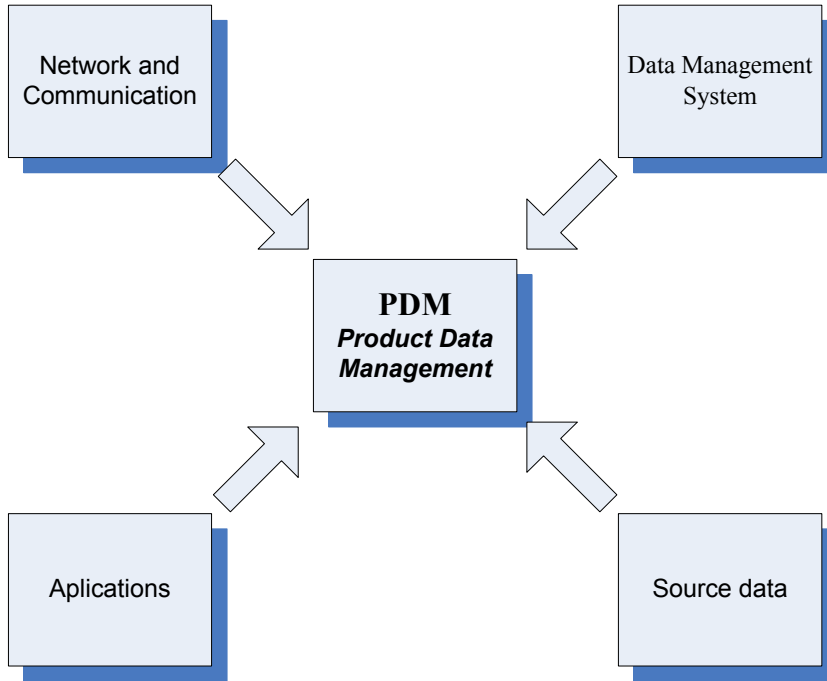 Network and
Communication
Data Management
System
PDM
Product Data
Management
Aplications
Source data